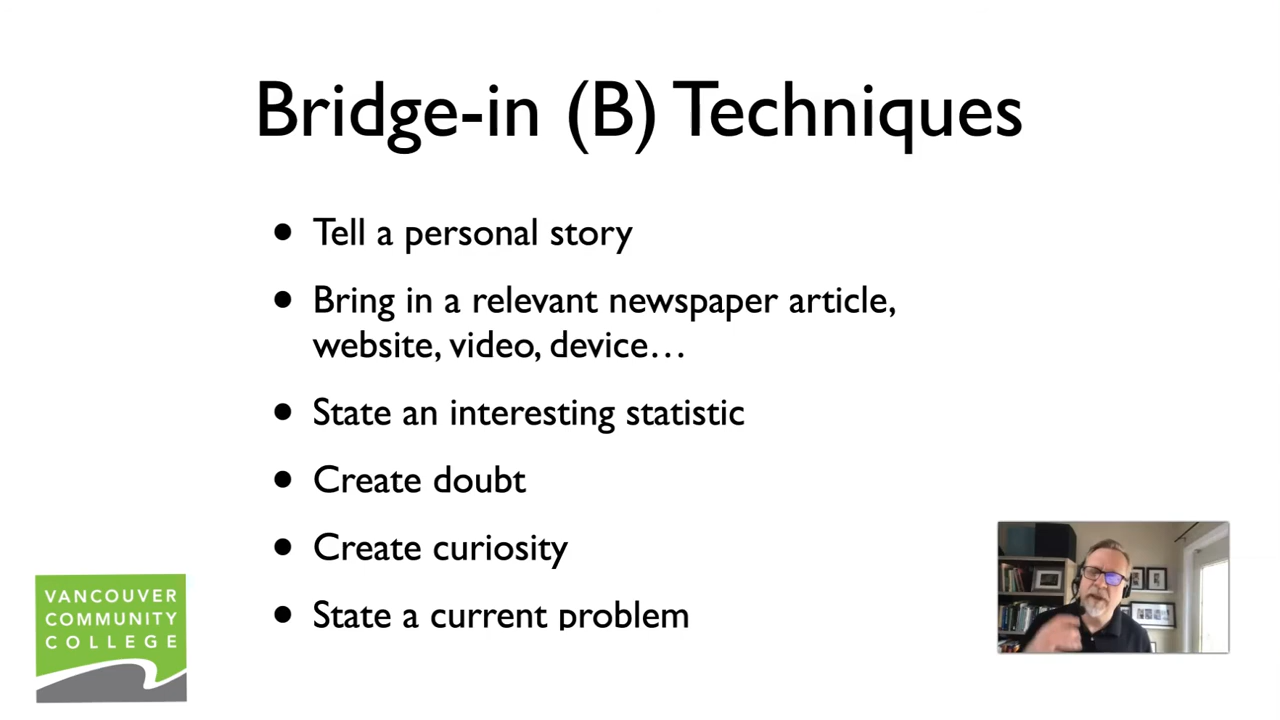 Bridge-in (B) Techniques
• Tell a personal story
• Bring in a relevant newspaper article,
website, video, device…
• State an interesting statistic
• Create doubt
• Create curiosity
• State a current problem
VANCOUVER
COMMUNITY
COLLEGE